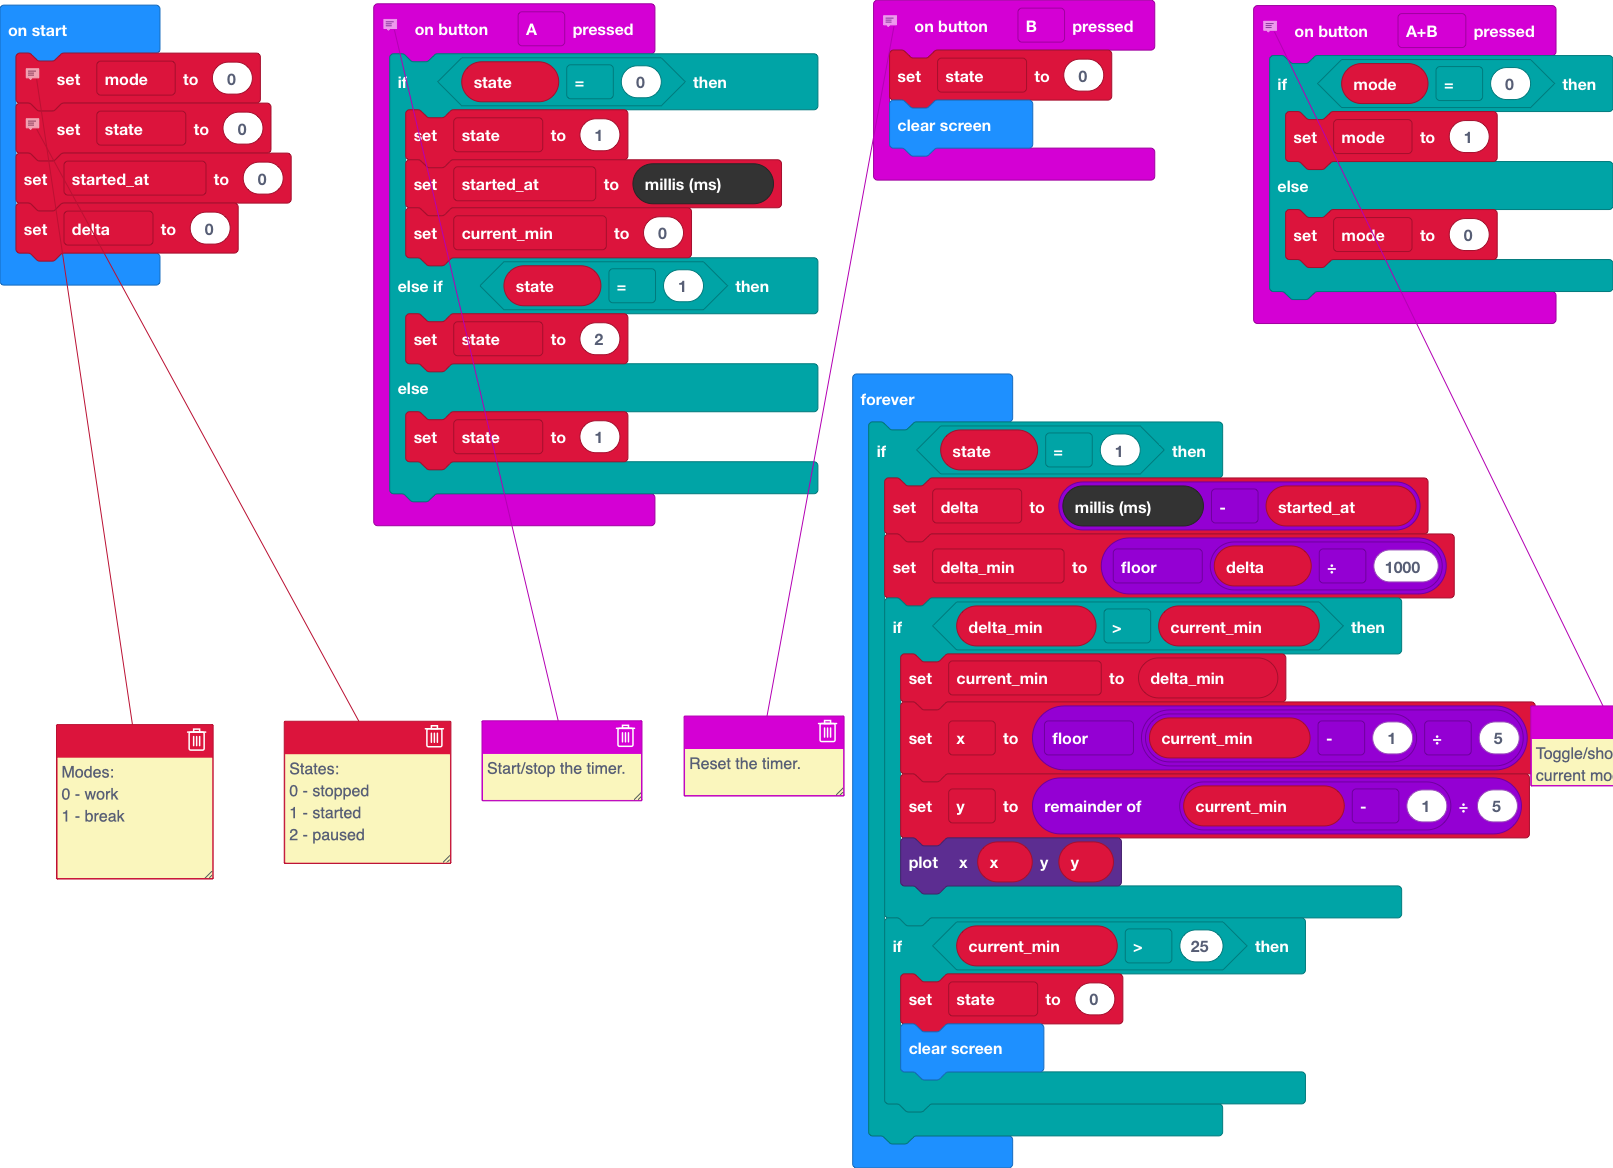 on start
set mode to 0
set state to 0
set started_at to 0
set delta to 0
on button A pressed
if state = 0 then
set state to 1
set started_at to millis (ms)
set current_min to 0
else if state = 1 then
set state to 2
else
set state to 1
on button B pressed
set state to 0
clear screen
on button A+B pressed
if mode = 0 then
set mode to 1
else
set mode to 0
forever
if state = 1 then
set delta to millis (ms) - started_at
set delta_min to floor delta ÷ 1000
if delta_min > current_min then
set current_min to delta_min
set x to floor current_min - 1 ÷ 5
set y to remainder of current_min - 1 ÷ 5
plot x x y y
if current_min > 25 then
set state to 0
clear screen
Modes:
0 - work
1 - break
States:
0 - stopped
1 - started
2 - paused
Start/stop the timer.
Reset the timer.
Toggle/sho
current mo